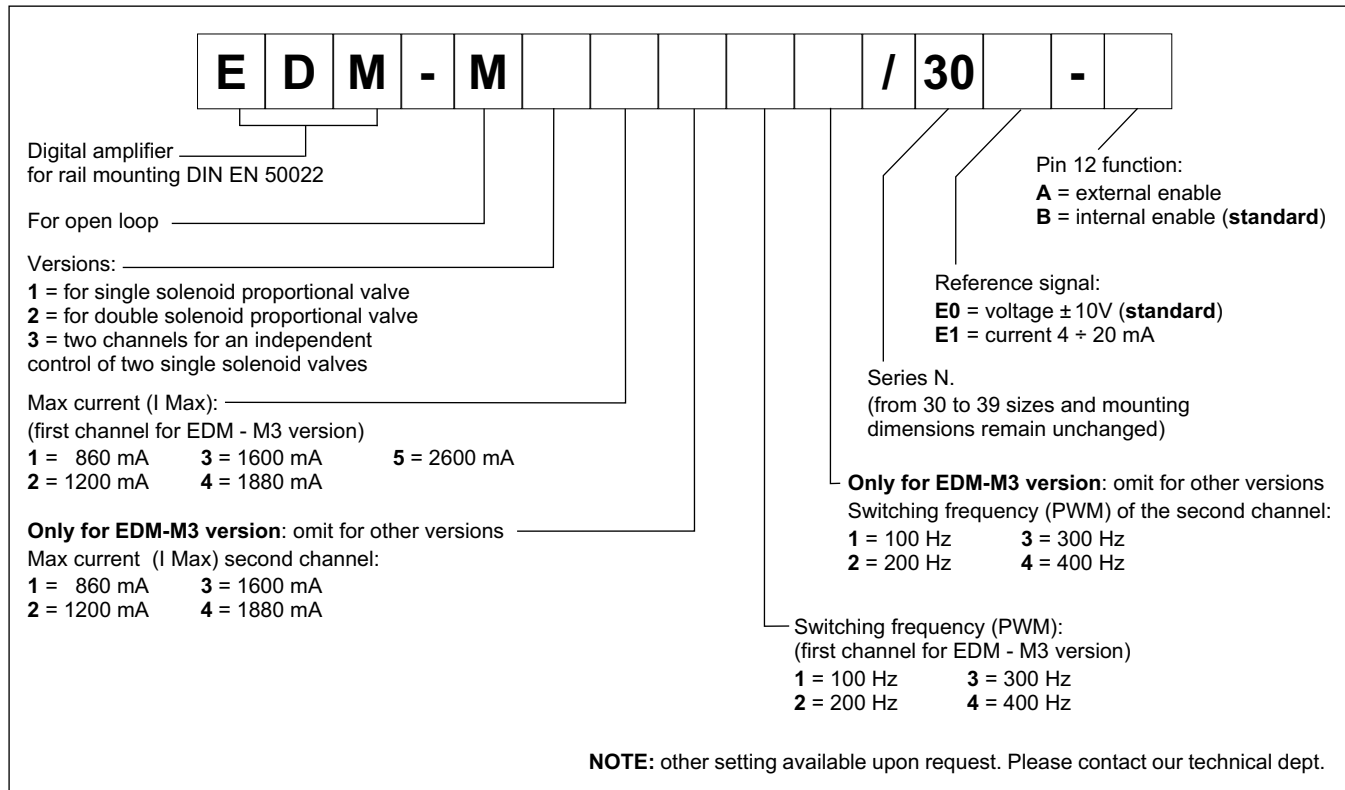 E D M - M / 30 -
Digital amplifier
for rail mounting DIN EN 50022
For open loop
Versions:
1 = for single solenoid proportional valve
2 = for double solenoid proportional valve
3 = two channels for an independent
control of two single solenoid valves
Max current (I Max):
(first channel for EDM - M3 version)
1 = 860 mA 3 = 1600 mA 5 = 2600 mA
2 = 1200 mA 4 = 1880 mA
Only for EDM-M3 version: omit for other versions
Max current (I Max) second channel:
1 = 860 mA 3 = 1600 mA
2 = 1200 mA 4 = 1880 mA
Pin 12 function:
A = external enable
B = internal enable (standard)
Reference signal:
E0 = voltage ±10V (standard)
E1 = current 4 ÷ 20 mA
Series N.
(from 30 to 39 sizes and mounting
dimensions remain unchanged)
Only for EDM-M3 version: omit for other versions
Switching frequency (PWM) of the second channel:
1 = 100 Hz 3 = 300 Hz
2 = 200 Hz 4 = 400 Hz
Switching frequency (PWM):
(first channel for EDM - M3 version)
1 = 100 Hz 3 = 300 Hz
2 = 200 Hz 4 = 400 Hz
NOTE: other setting available upon request. Please contact our technical dept.